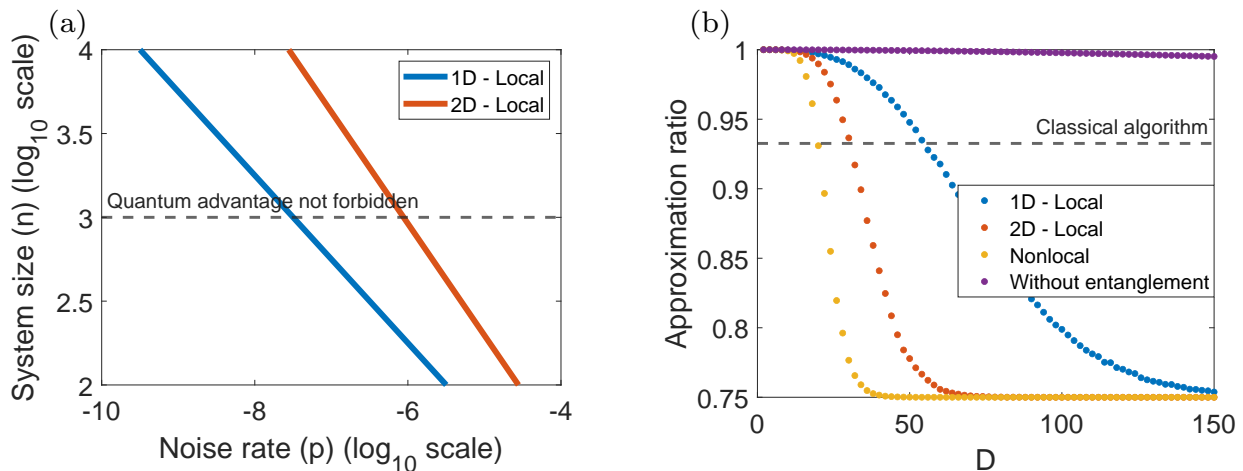 (a)
System size (n) (log10 scale)
4
3.5
3
2.5
2
1D - Local
2D - Local
Quantum advantage not forbidden
-10
-8
-6
-4
Noise rate (p) (log10 scale)
(b)
Approximation ratio
1
0.95
0.9
0.85
0.8
0.75
Classical algorithm
1D - Local
2D - Local
Nonlocal
Without entanglement
0
50
100
150
D